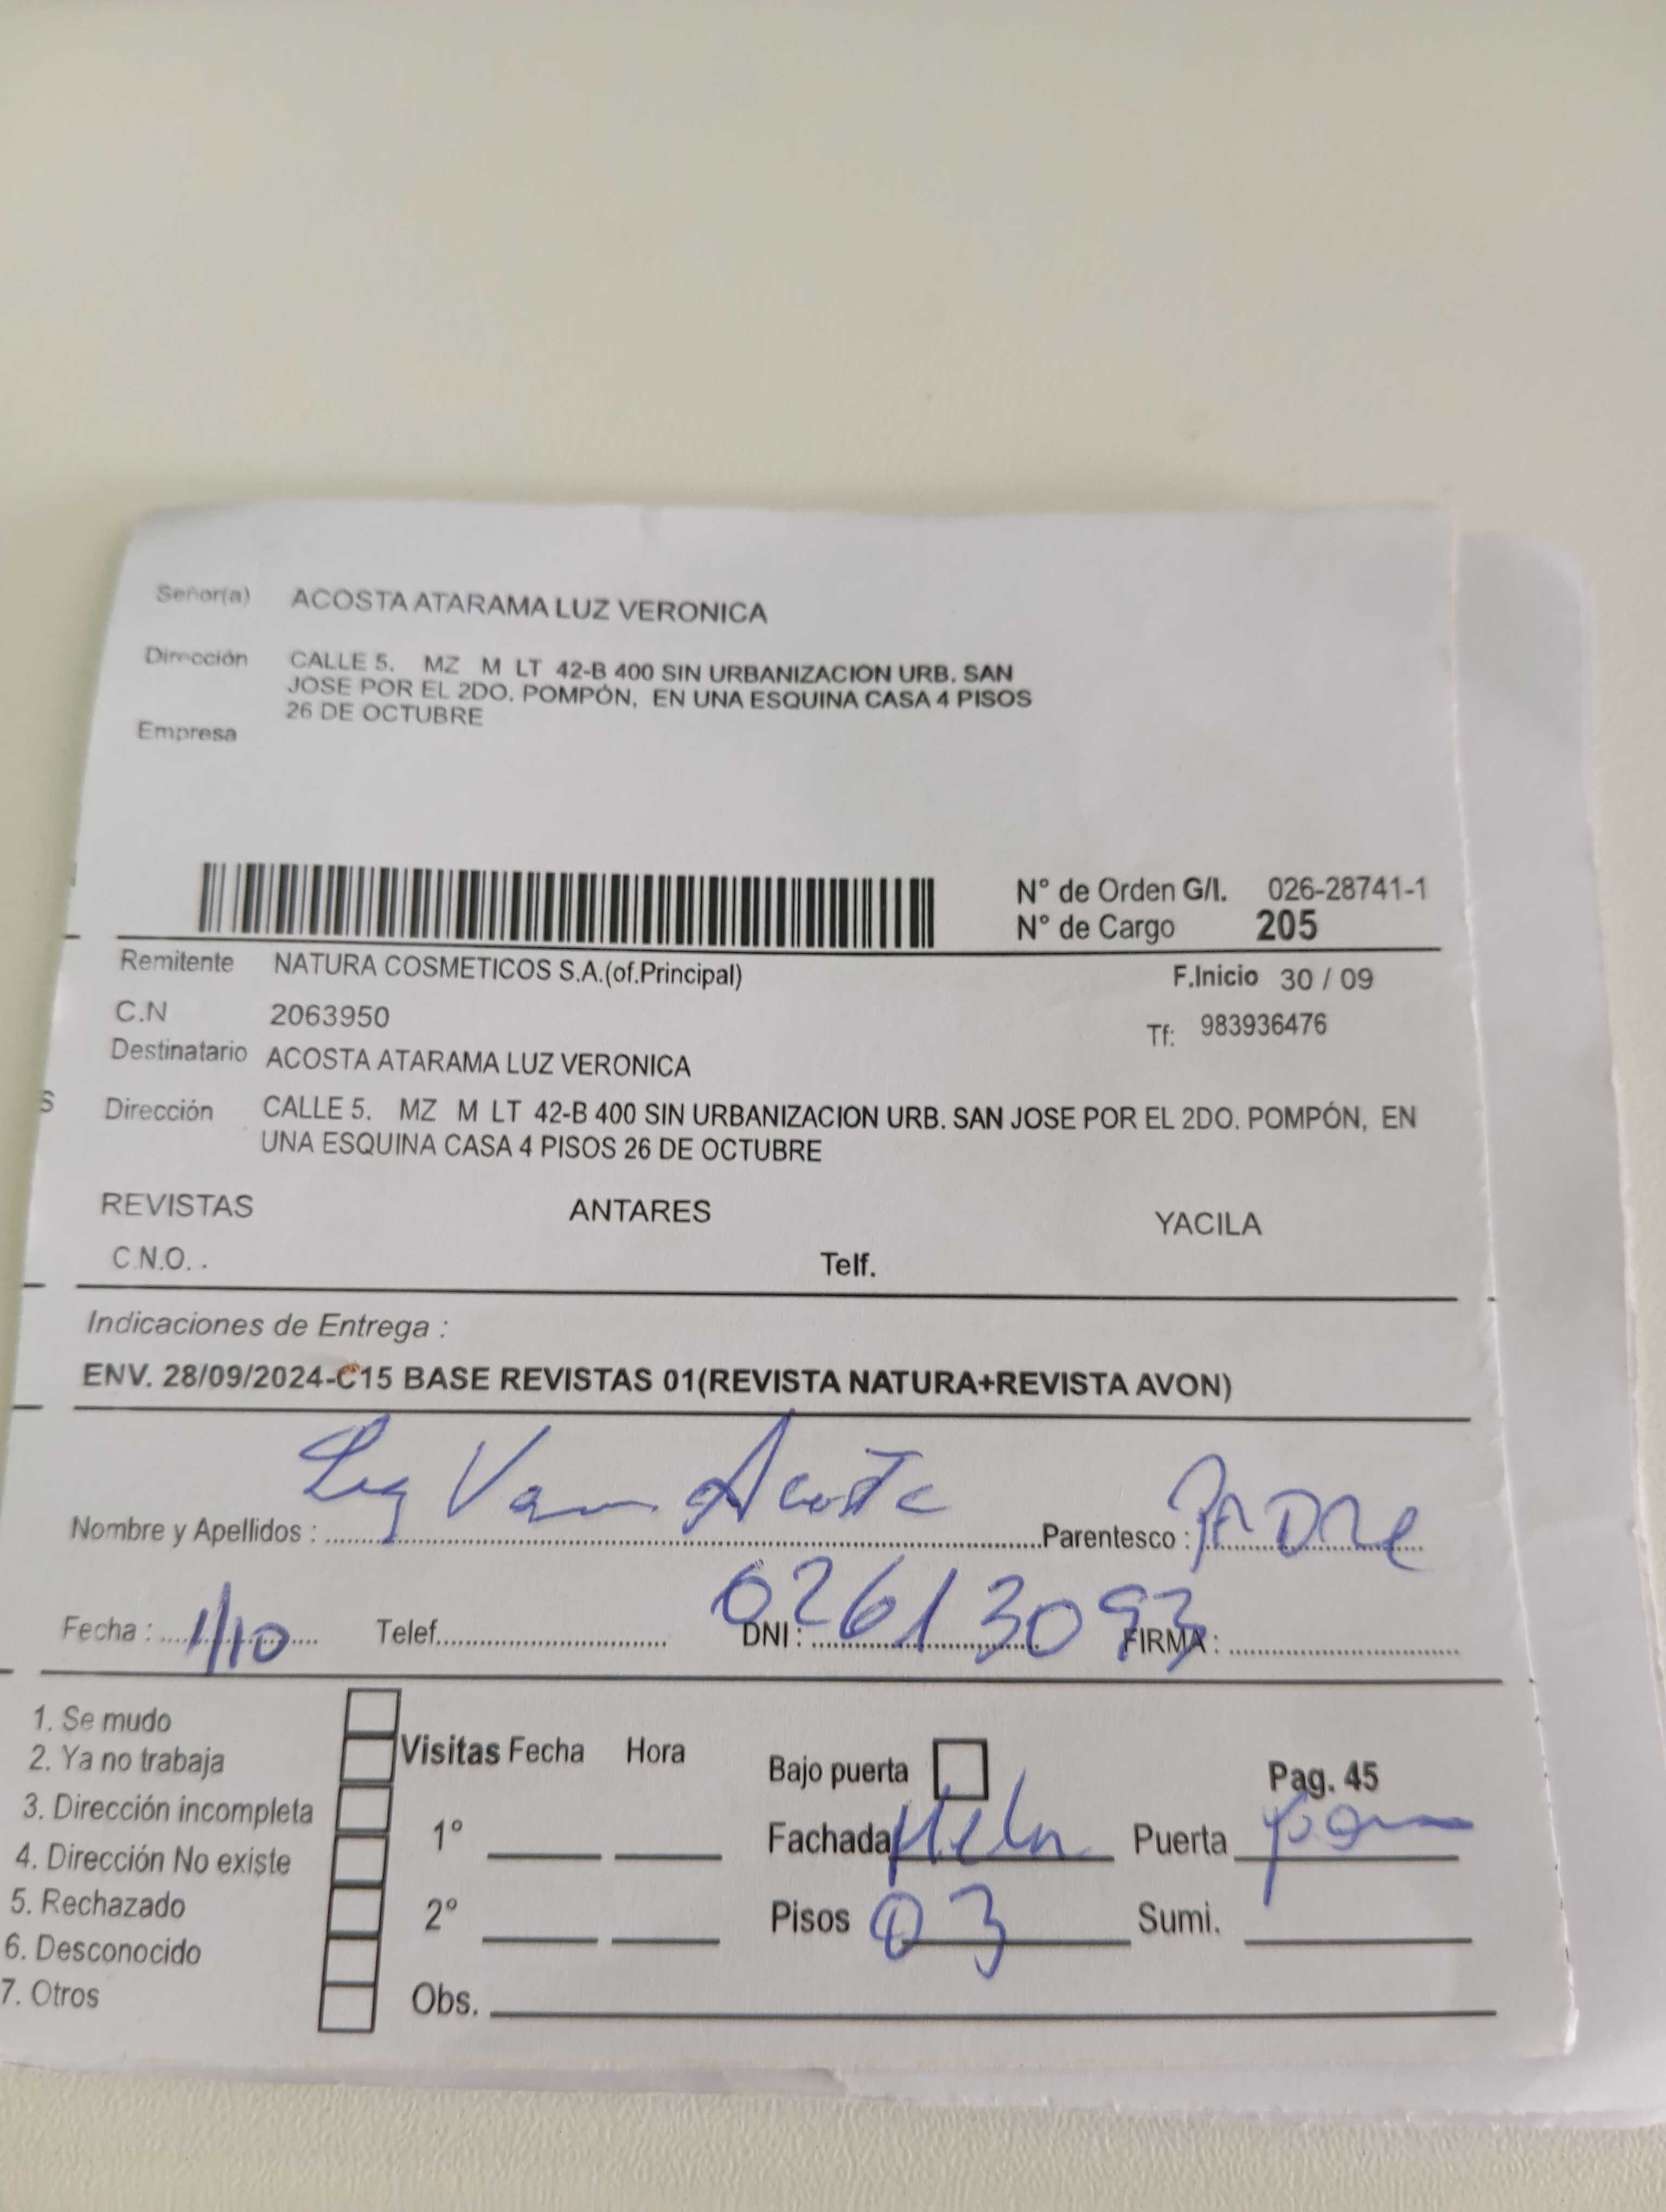 Señor(a) ACOSTA ATARAMA LUZ VERONICA
Dirección CALLE 5. MZ M LT 42-B 400 SIN URBANIZACION URB. SAN
JOSE POR EL 2DO. POMPÓN, EN UNA ESQUINA CASA 4 PISOS
26 DE OCTUBRE
Empresa
N° de Orden G/I. 026-28741-1
N° de Cargo 205
Remitente NATURA COSMETICOS S.A.(of.Principal) F.Inicio 30 / 09
C.N 2063950 Tf: 983936476
Destinatario ACOSTA ATARAMA LUZ VERONICA
S
Dirección CALLE 5. MZ M LT 42-B 400 SIN URBANIZACION URB. SAN JOSE POR EL 2DO. POMPÓN, EN
UNA ESQUINA CASA 4 PISOS 26 DE OCTUBRE
REVISTAS ANTARES YACILA
C.N.O. . Telf.
Indicaciones de Entrega :
ENV. 28/09/2024-C15 BASE REVISTAS 01(REVISTA NATURA+REVISTA AVON)
Nombre y Apellidos : Acosta Parentesco : PADRE
Fecha : 1/10 Telef. DNI : 02613093 FIRMA :
1. Se mudo
2. Ya no trabaja
3. Dirección incompleta
4. Dirección No existe
5. Rechazado
6. Desconocido
7. Otros
Visitas Fecha Hora
1°
2°
Obs.
Bajo puerta Pag. 45
Fachada Puerta
Pisos 03 Sumi.